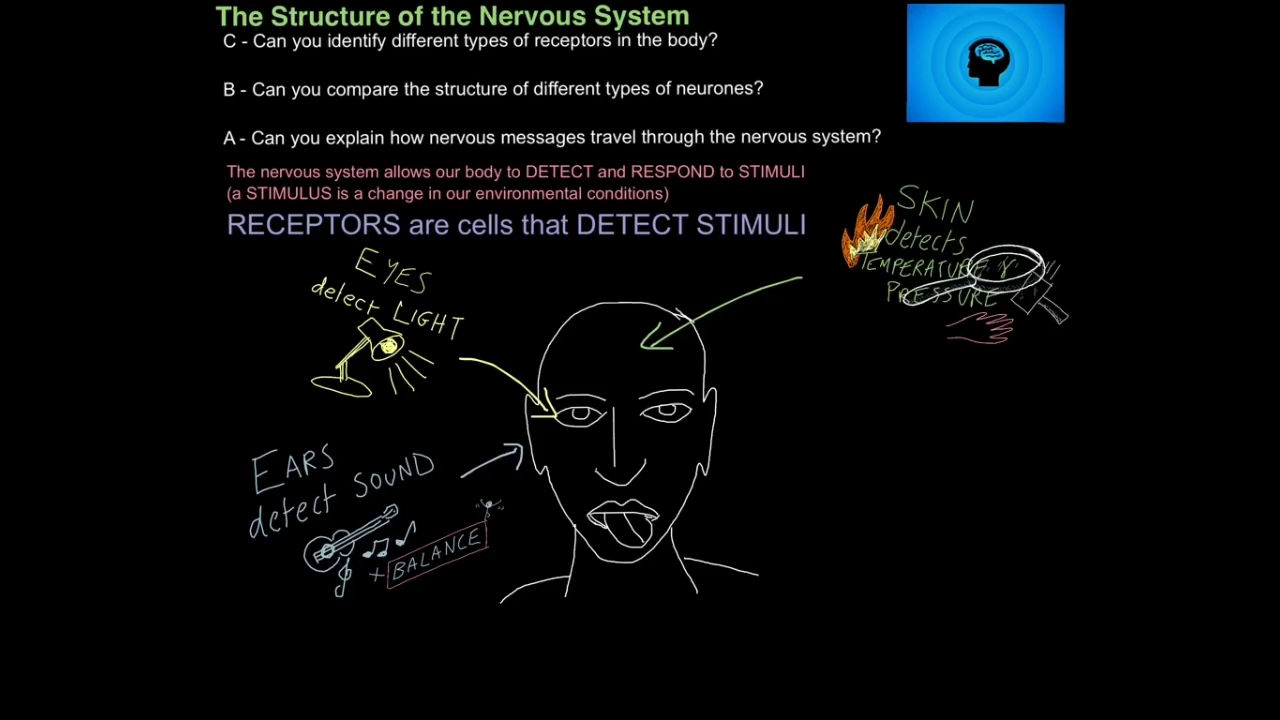 The Structure of the Nervous System
C - Can you identify different types of receptors in the body?
B - Can you compare the structure of different types of neurones?
A - Can you explain how nervous messages travel through the nervous system?
The nervous system allows our body to DETECT and RESPOND to STIMULI
(a STIMULUS is a change in our environmental conditions)
RECEPTORS are cells that DETECT STIMULI
SKIN
detects
TEMPERATURE
PRESSURE
EYES
detect LIGHT
EARS
detect SOUND
+ BALANCE